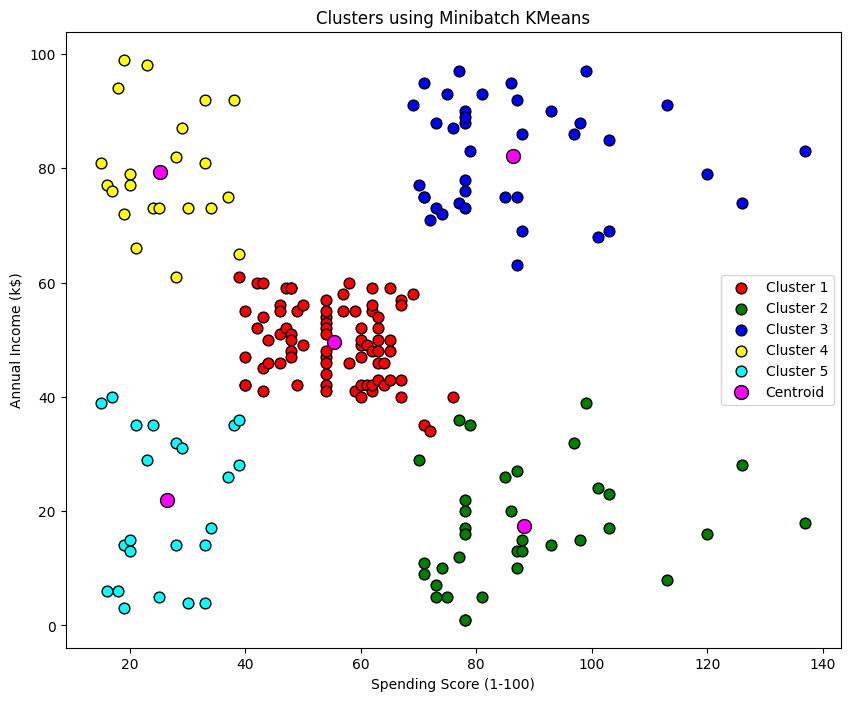 Clusters using Minibatch KMeans
100
80
60
40
20
0
Annual Income (k$)
Cluster 1
Cluster 2
Cluster 3
Cluster 4
Cluster 5
Centroid
20 40 60 80 100 120 140
Spending Score (1-100)